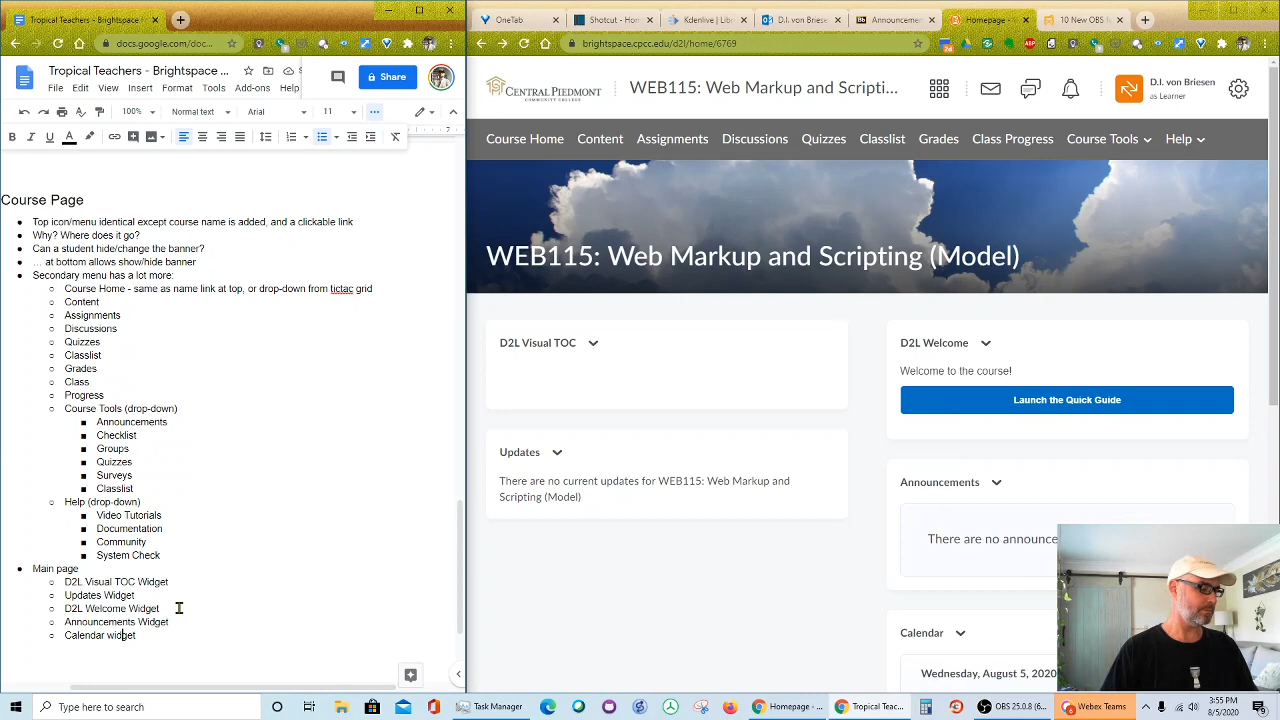 Tropical Teachers - Brightspace
OneTab
Shotcut - Hom
Kdenlive | Libr
D.I von Briesen
Announcemen
Homepage -
10 New OBS
docs.google.com/doc...
brightspace.cpcc.edu/d2l/home/6769
Tropical Teachers - Brightspace ...
Share
File Edit View Insert Format Tools Add-ons Help
100%
Normal text
Arial
11
CENTRAL PIEDMONT
COMMUNITY COLLEGE
WEB115: Web Markup and Scripti...
D.I. von Briesen
as Learner
Course Home Content Assignments Discussions Quizzes Classlist Grades Class Progress Course Tools Help
WEB115: Web Markup and Scripting (Model)
D2L Visual TOC
Updates
There are no current updates for WEB115: Web Markup and
Scripting (Model)
D2L Welcome
Welcome to the course!
Launch the Quick Guide
Announcements
There are no announce
Calendar
Wednesday, August 5, 2020
Course Page
Top icon/menu identical except course name is added, and a clickable link
Why? Where does it go?
Can a student hide/change the banner?
... at bottom allows show/hide banner
Secondary menu has a lot more:
Course Home - same as name link at top, or drop-down from tictac grid
Content
Assignments
Discussions
Quizzes
Classlist
Grades
Class
Progress
Course Tools (drop-down)
Announcements
Checklist
Groups
Quizzes
Surveys
Classlist
Help (drop-down)
Video Tutorials
Documentation
Community
System Check
Main page
D2L Visual TOC Widget
Updates Widget
D2L Welcome Widget
Announcements Widget
Calendar widget
Type here to search
Task Manager
Homepage - ...
Tropical Teac...
OBS 25.0.8 (6...
Webex Teams
3:55 PM
8/5/2020